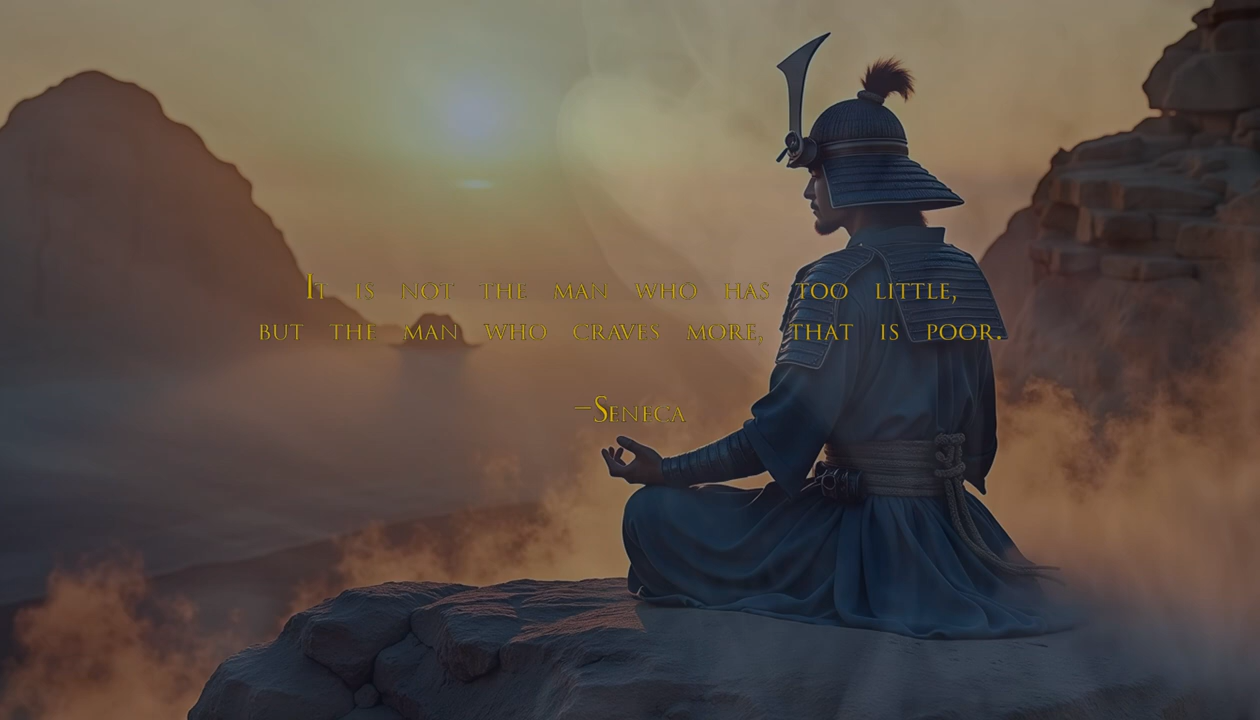 It is not the man who has too little,
but the man who craves more, that is poor.
-Seneca